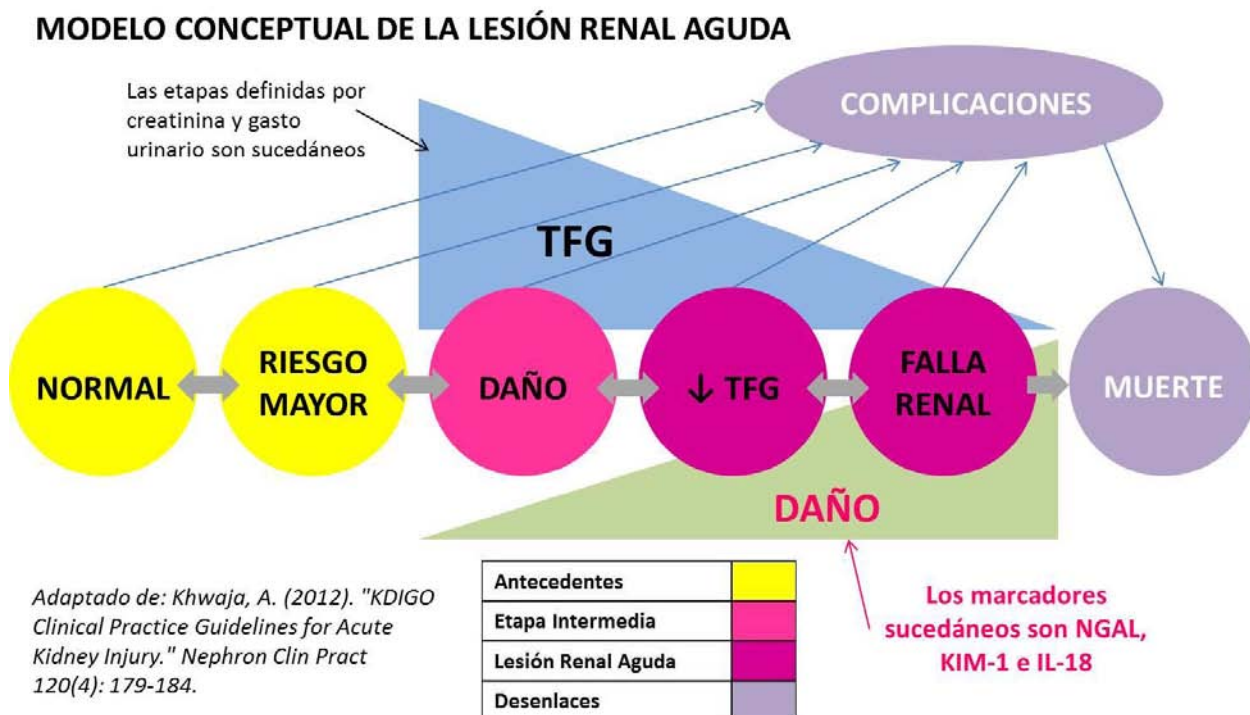 MODELO CONCEPTUAL DE LA LESIÓN RENAL AGUDA
Las etapas definidas por
creatinina y gasto
urinario son sucedáneos
COMPLICACIONES
TFG
NORMAL
RIESGO
MAYOR
DAÑO
↓ TFG
FALLA
RENAL
MUERTE
DAÑO
Adaptado de: Khwaja, A. (2012). "KDIGO
Clinical Practice Guidelines for Acute
Kidney Injury." Nephron Clin Pract
120(4): 179-184.
Antecedentes
Etapa Intermedia
Lesión Renal Aguda
Desenlaces
Los marcadores
sucedáneos son NGAL,
KIM-1 e IL-18